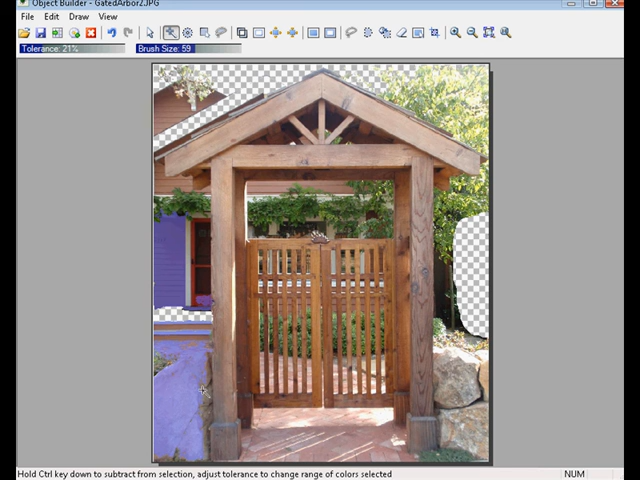 Object Builder - GatedArbor2.JPG
File Edit Draw View
Tolerance: 21% Brush Size: 59
Hold Ctrl key down to subtract from selection, adjust tolerance to change range of colors selected NUM